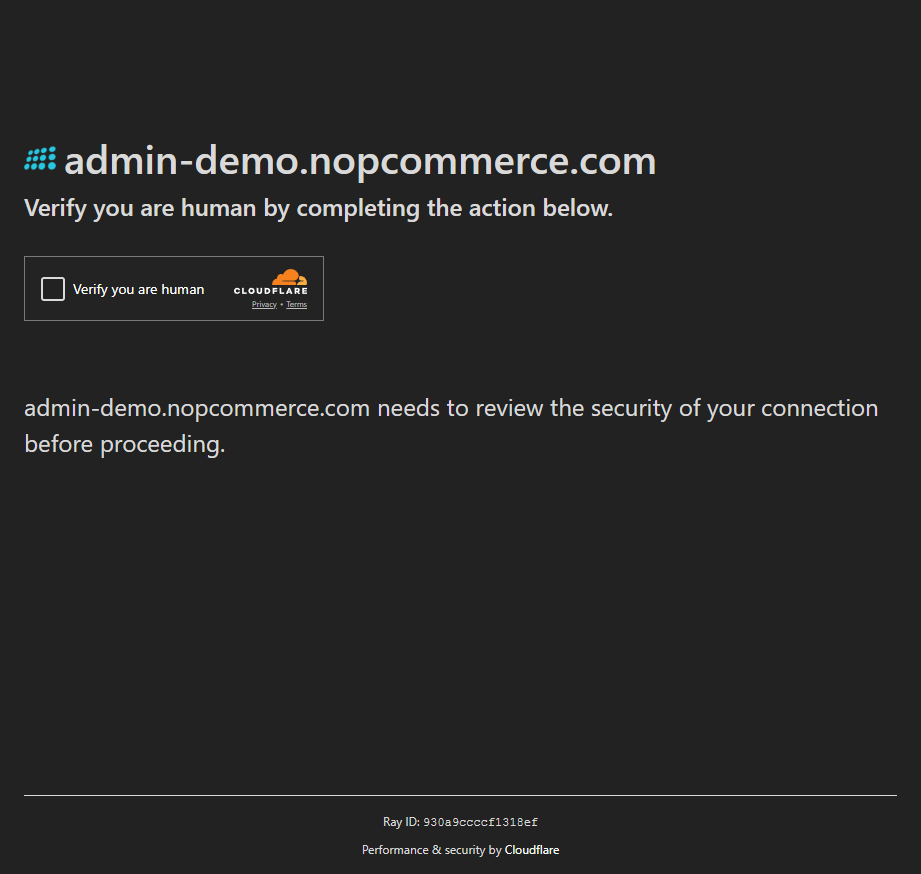 admin-demo.nopcommerce.com
Verify you are human by completing the action below.
Verify you are human
CLOUDFLARE
Privacy • Terms
admin-demo.nopcommerce.com needs to review the security of your connection
before proceeding.
Ray ID: 930a9ccccf1318ef
Performance & security by Cloudflare